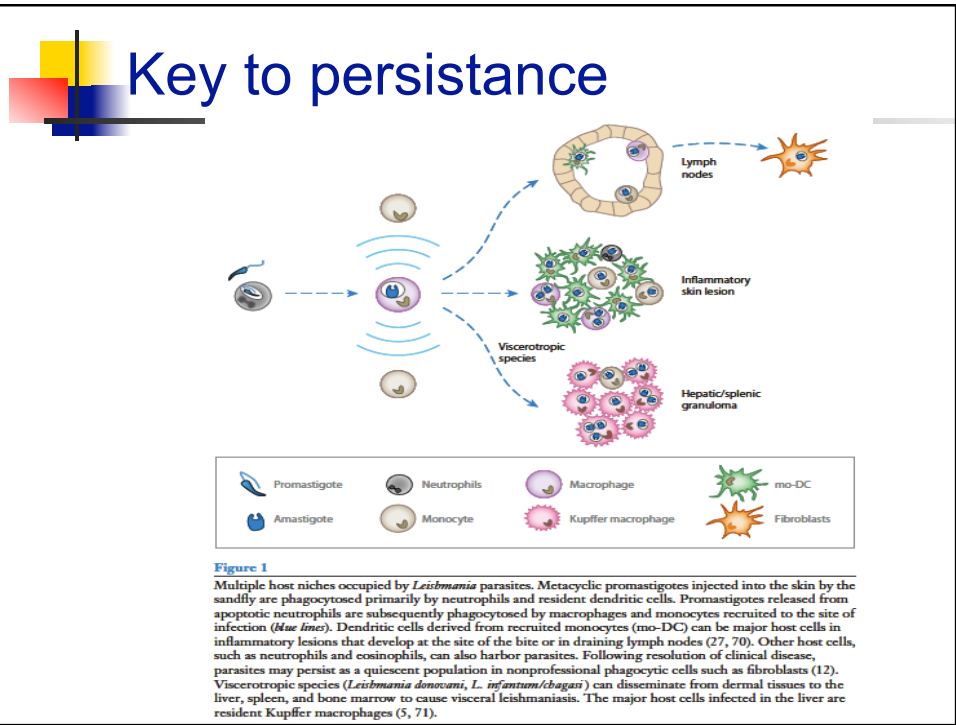 Key to persistance
Lymph
nodes
Inflammatory
skin lesion
Viscerotropic
species
Hepatic/splenic
granuloma
Promastigote
Neutrophils
Macrophage
mo-DC
Amastigote
Monocyte
Kupffer macrophage
Fibroblasts
Figure 1
Multiple host niches occupied by Leishmania parasites. Metacyclic promastigotes injected into the skin by the
sandfly are phagocytosed primarily by neutrophils and resident dendritic cells. Promastigotes released from
apoptotic neutrophils are subsequently phagocytosed by macrophages and monocytes recruited to the site of
infection (blue lines). Dendritic cells derived from recruited monocytes (mo-DC) can be major host cells in
inflammatory lesions that develop at the site of the bite or in draining lymph nodes (27, 70). Other host cells,
such as neutrophils and eosinophils, can also harbor parasites. Following resolution of clinical disease,
parasites may persist as a quiescent population in nonprofessional phagocytic cells such as fibroblasts (12).
Viscerotropic species (Leishmania donovani, L. infantum/chagasi) can disseminate from dermal tissues to the
liver, spleen, and bone marrow to cause visceral leishmaniasis. The major host cells infected in the liver are
resident Kupffer macrophages (5, 71).